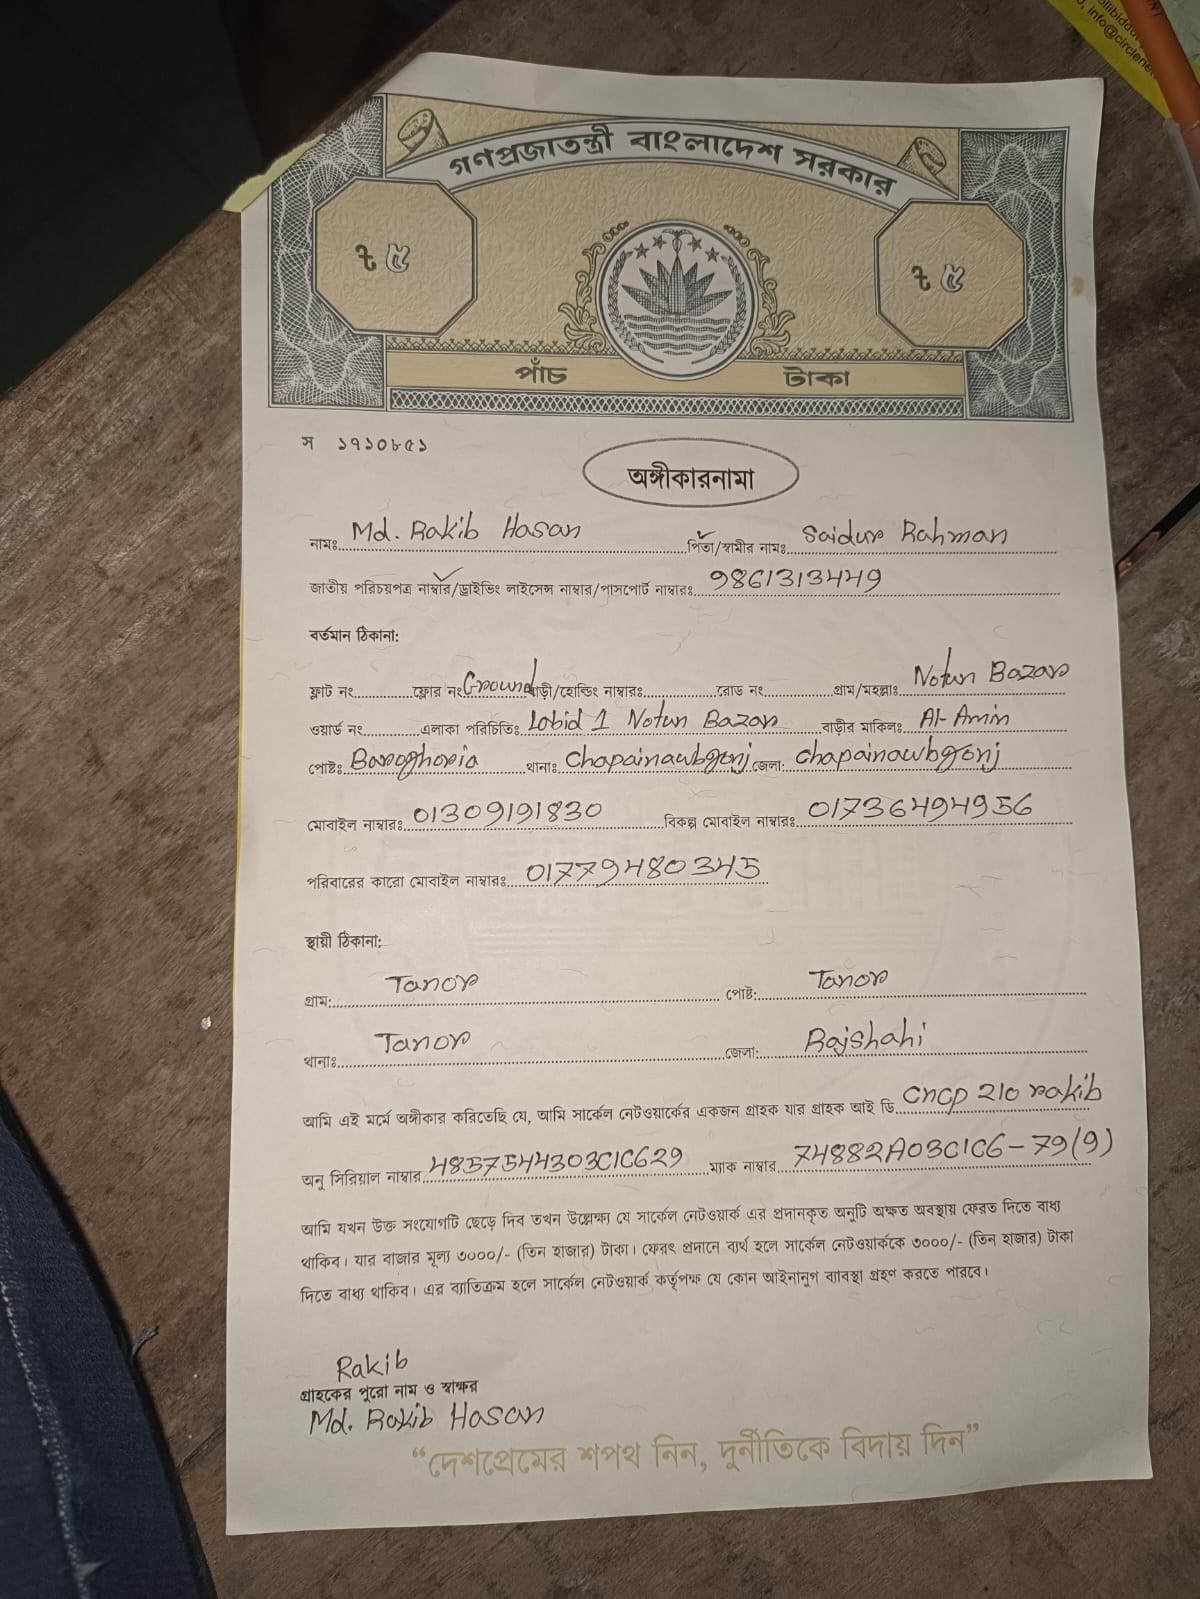 গণপ্রজাতন্ত্রী বাংলাদেশ সরকার
৳ ৫ ৳ ৫
পাঁচ টাকা
স ১৭১০৮৫১
অঙ্গীকারনামা
নামঃ Md. Rakib Hasan পিতা/স্বামীর নামঃ Saidur Rahman
জাতীয় পরিচয়পত্র নাম্বার/ড্রাইভিং লাইসেন্স নাম্বার/পাসপোর্ট নাম্বারঃ 9861313449
বর্তমান ঠিকানা:
ফ্লাট নং ফ্লোর নং Ground বাড়ী/হোল্ডিং নাম্বারঃ রোড নং গ্রাম/মহল্লাঃ Notun Bazar
ওয়ার্ড নং এলাকা পরিচিতিঃ Lobid 1 Notun Bazar বাড়ীর মালিকঃ Al-Amin
পোষ্টঃ Baroghoria থানাঃ Chapainawbgonj জেলা: chapainawbgonj
মোবাইল নাম্বারঃ 01309191830 বিকল্প মোবাইল নাম্বারঃ 01736494956
পরিবারের কারো মোবাইল নাম্বারঃ 01779480345
স্থায়ী ঠিকানা:
গ্রাম: Tanor পোষ্ট: Tanor
থানাঃ Tanor জেলা: Rajshahi
আমি এই মর্মে অঙ্গীকার করিতেছি যে, আমি সার্কেল নেটওয়ার্কের একজন গ্রাহক যার গ্রাহক আই ডি cncp 210 rakib
অনু সিরিয়াল নাম্বার 4857544303C1C629 ম্যাক নাম্বার 74882A03C1C6-79(9)
আমি যখন উক্ত সংযোগটি ছেড়ে দিব তখন উল্লেক্ষ্য যে সার্কেল নেটওয়ার্ক এর প্রদানকৃত অনুটি অক্ষত অবস্থায় ফেরত দিতে বাধ্য
থাকিব। যার বাজার মূল্য ৩০০০/- (তিন হাজার) টাকা। ফেরৎ প্রদানে ব্যর্থ হলে সার্কেল নেটওয়ার্ককে ৩০০০/- (তিন হাজার) টাকা
দিতে বাধ্য থাকিব। এর ব্যাতিক্রম হলে সার্কেল নেটওয়ার্ক কর্তৃপক্ষ যে কোন আইনানুগ ব্যাবস্থা গ্রহণ করতে পারবে।
Rakib
গ্রাহকের পুরো নাম ও স্বাক্ষর
Md. Rakib Hasan
“দেশপ্রেমের শপথ নিন, দুর্নীতিকে বিদায় দিন”